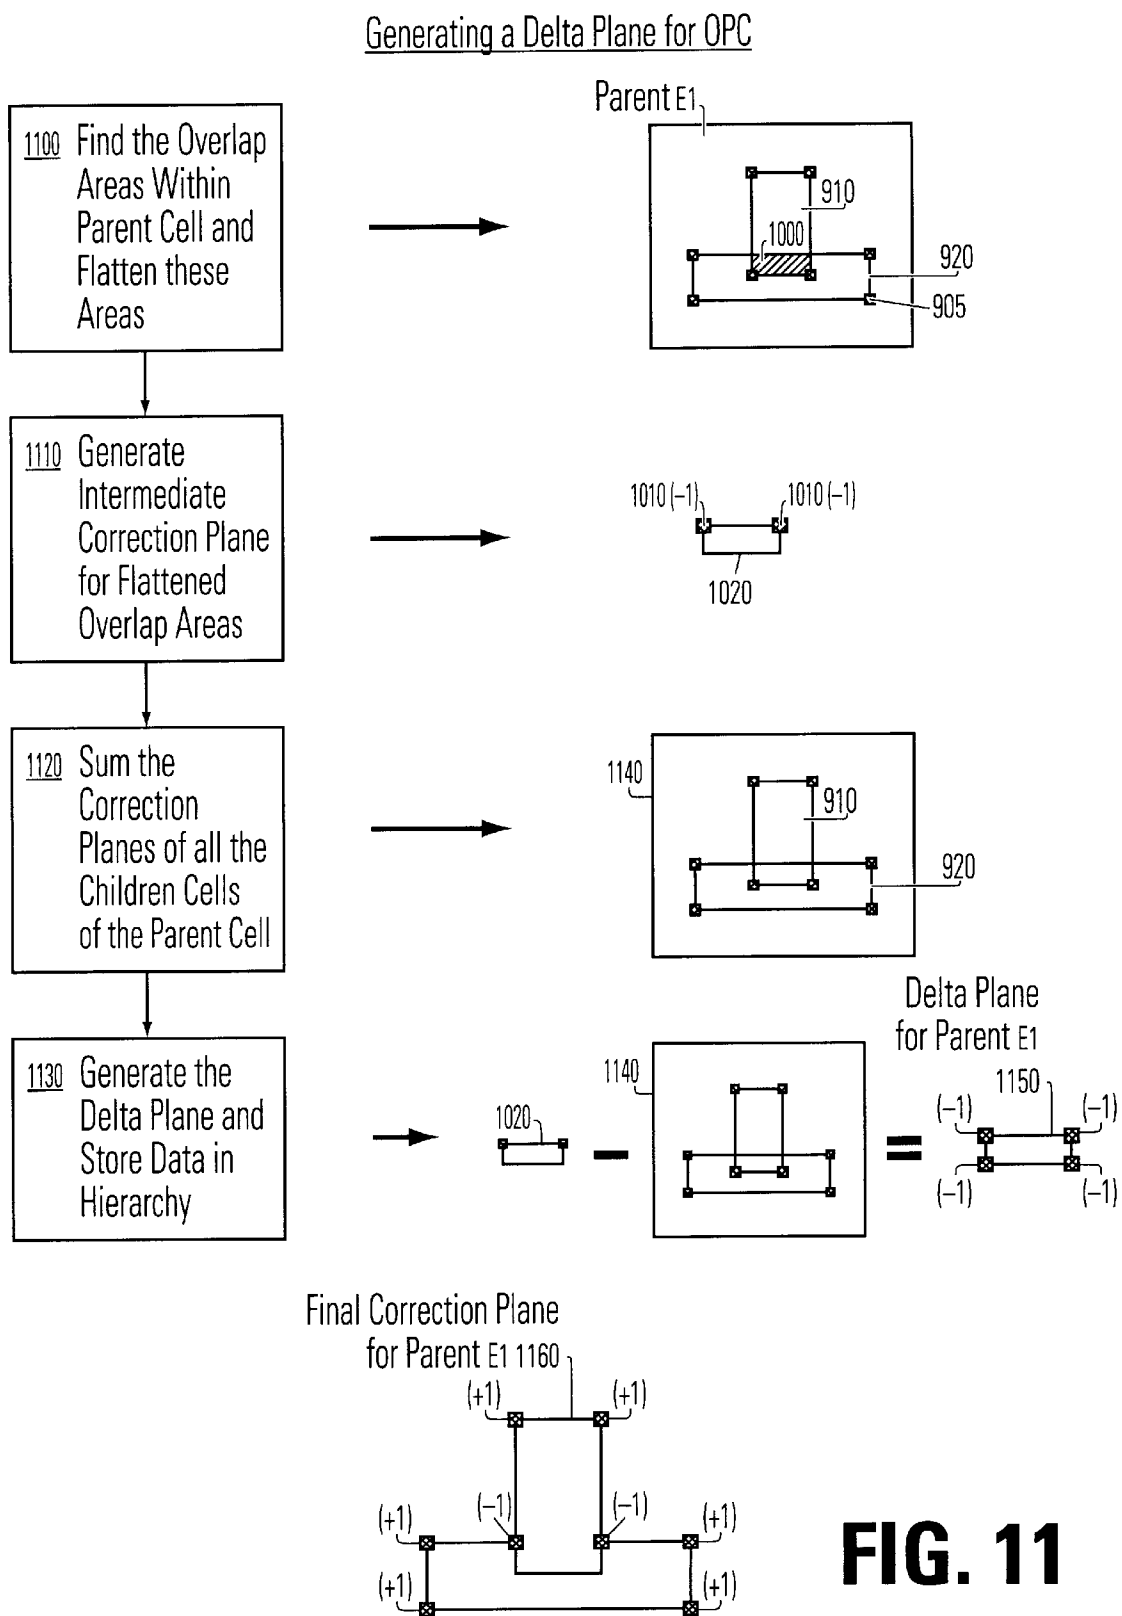 Generating a Delta Plane for OPC
Parent E1
1100 Find the Overlap
Areas Within
Parent Cell and
Flatten these
Areas
910
1000
920
905
1110 Generate
Intermediate
Correction Plane
for Flattened
Overlap Areas
1010 (–1)
1010 (–1)
1020
1120 Sum the
Correction
Planes of all the
Children Cells
of the Parent Cell
1140
910
920
1130 Generate the
Delta Plane and
Store Data in
Hierarchy
1020
1140
Delta Plane
for Parent E1
1150
(–1)
(–1)
(–1)
(–1)
Final Correction Plane
for Parent E1 1160
(+1)
(+1)
(–1)
(–1)
(+1)
(+1)
(+1)
(+1)
FIG. 11